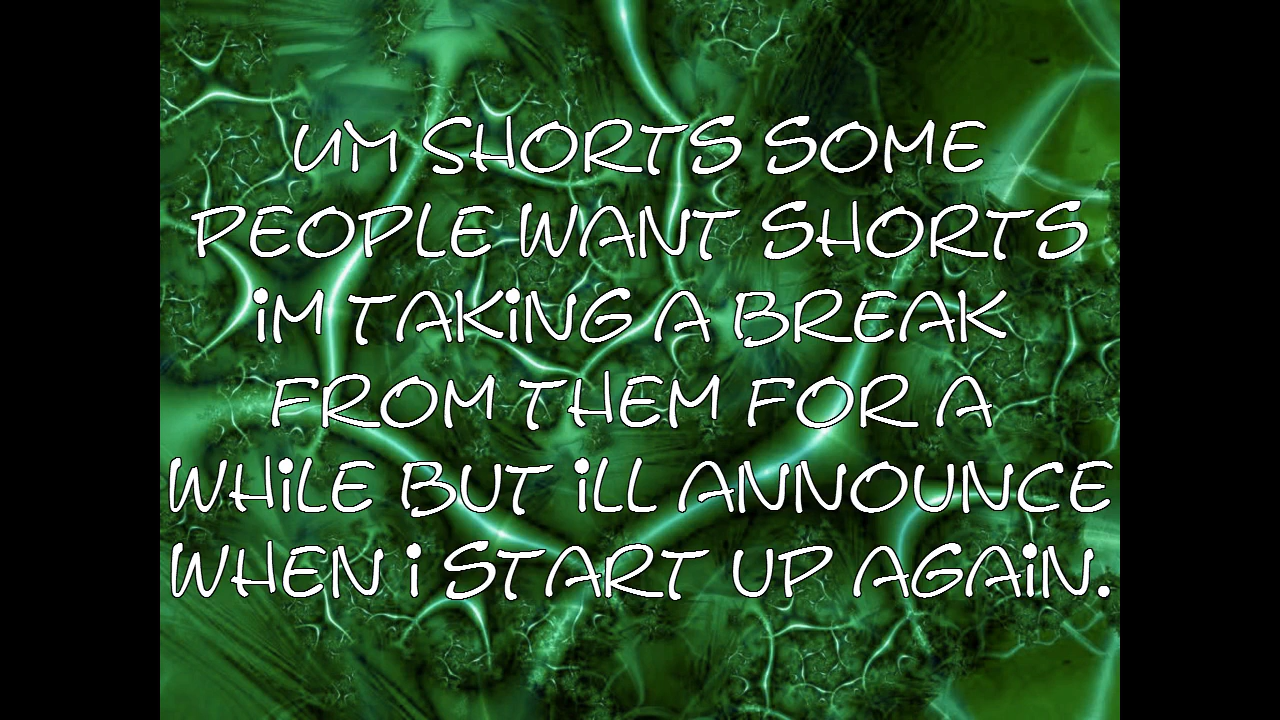 UM SHORTS SOME
PEOPLE WANT SHORTS
iM TAKiNG A BREAK
FROM THEM FOR A
WHiLE BUT iLL ANNOUNCE
WHEN i START UP AGAiN.